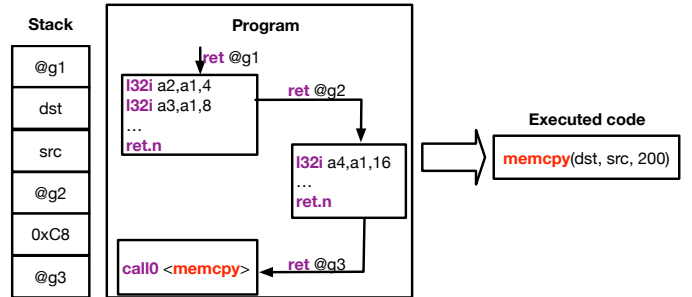 Stack
@g1
dst
src
@g2
0xC8
@g3
Program
ret @g1
l32i a2,a1,4
l32i a3,a1,8
...
ret.n
ret @g2
l32i a4,a1,16
...
ret.n
ret @g3
call0 <memcpy>
Executed code
memcpy(dst, src, 200)